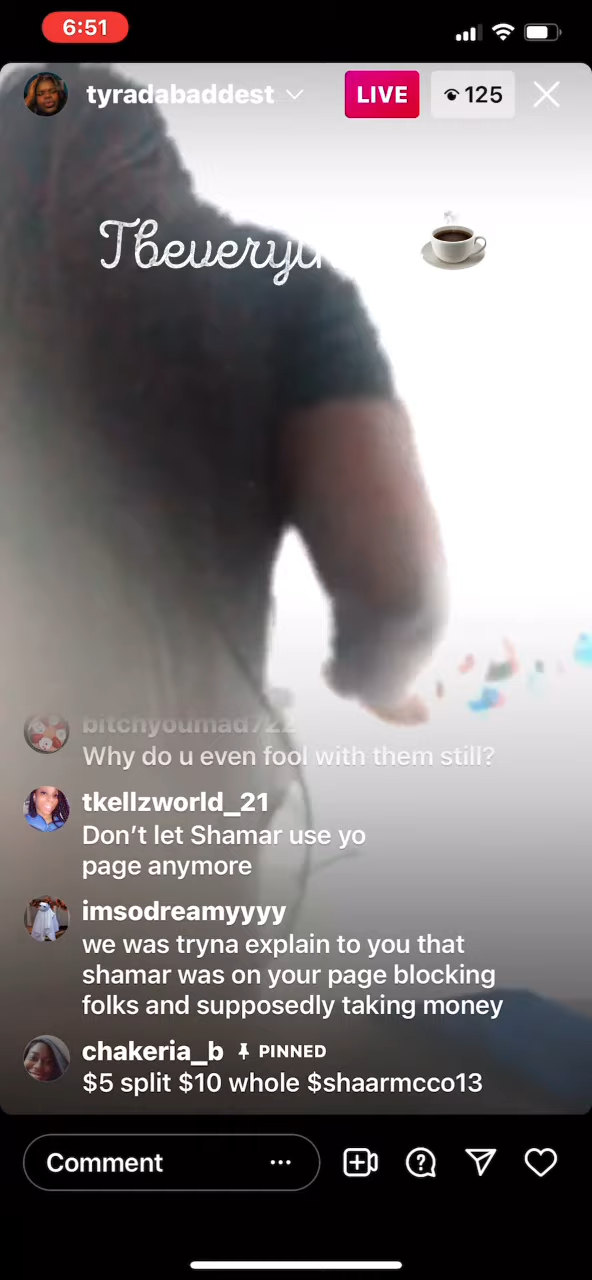 6:51
tyradabaddest
LIVE
125
bitchyoumad722
Why do u even fool with them still?
tkellzworld_21
Don’t let Shamar use yo
page anymore
imsodreamyyyy
we was tryna explain to you that
shamar was on your page blocking
folks and supposedly taking money
chakeria_b PINNED
$5 split $10 whole $shaarmcco13
Comment